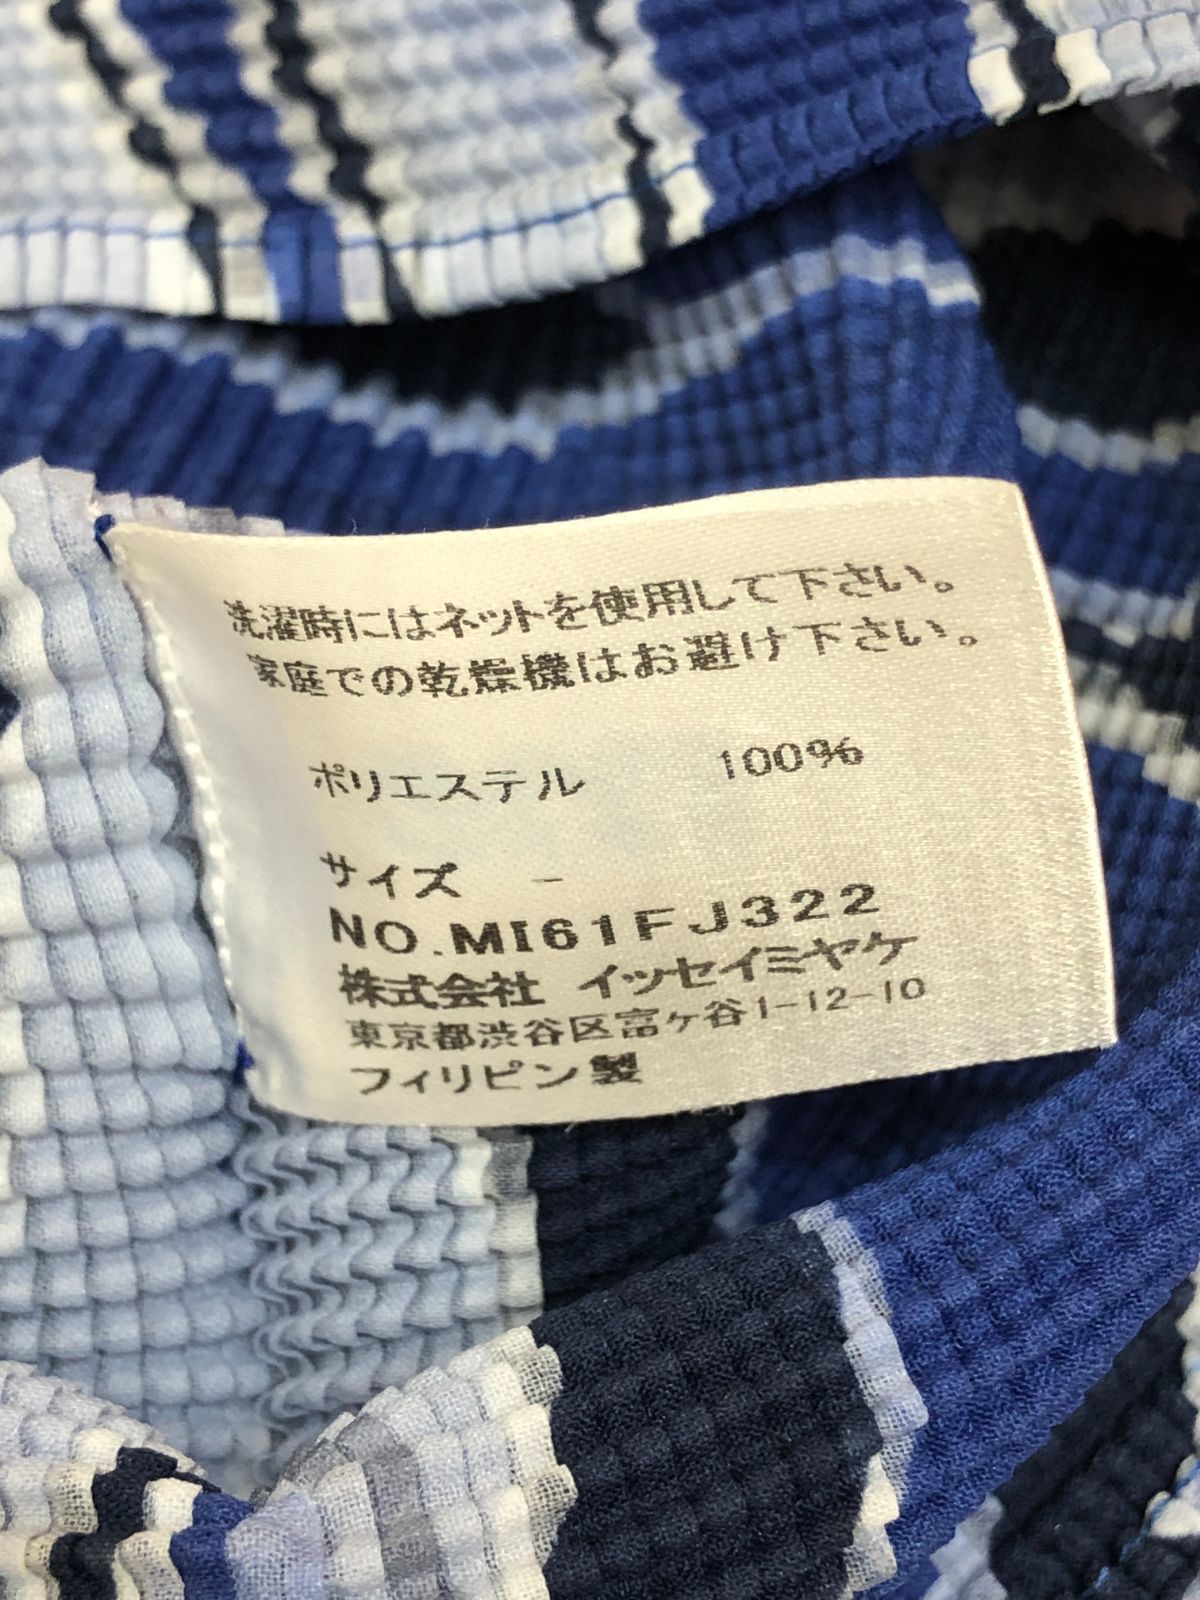 洗濯時にはネットを使用して下さい。
家庭での乾燥機はお避け下さい。
ポリエステル 100%
サイズ -
NO.MI61FJ322
株式会社 イッセイミヤケ
東京都渋谷区富ヶ谷1-12-10
フィリピン製